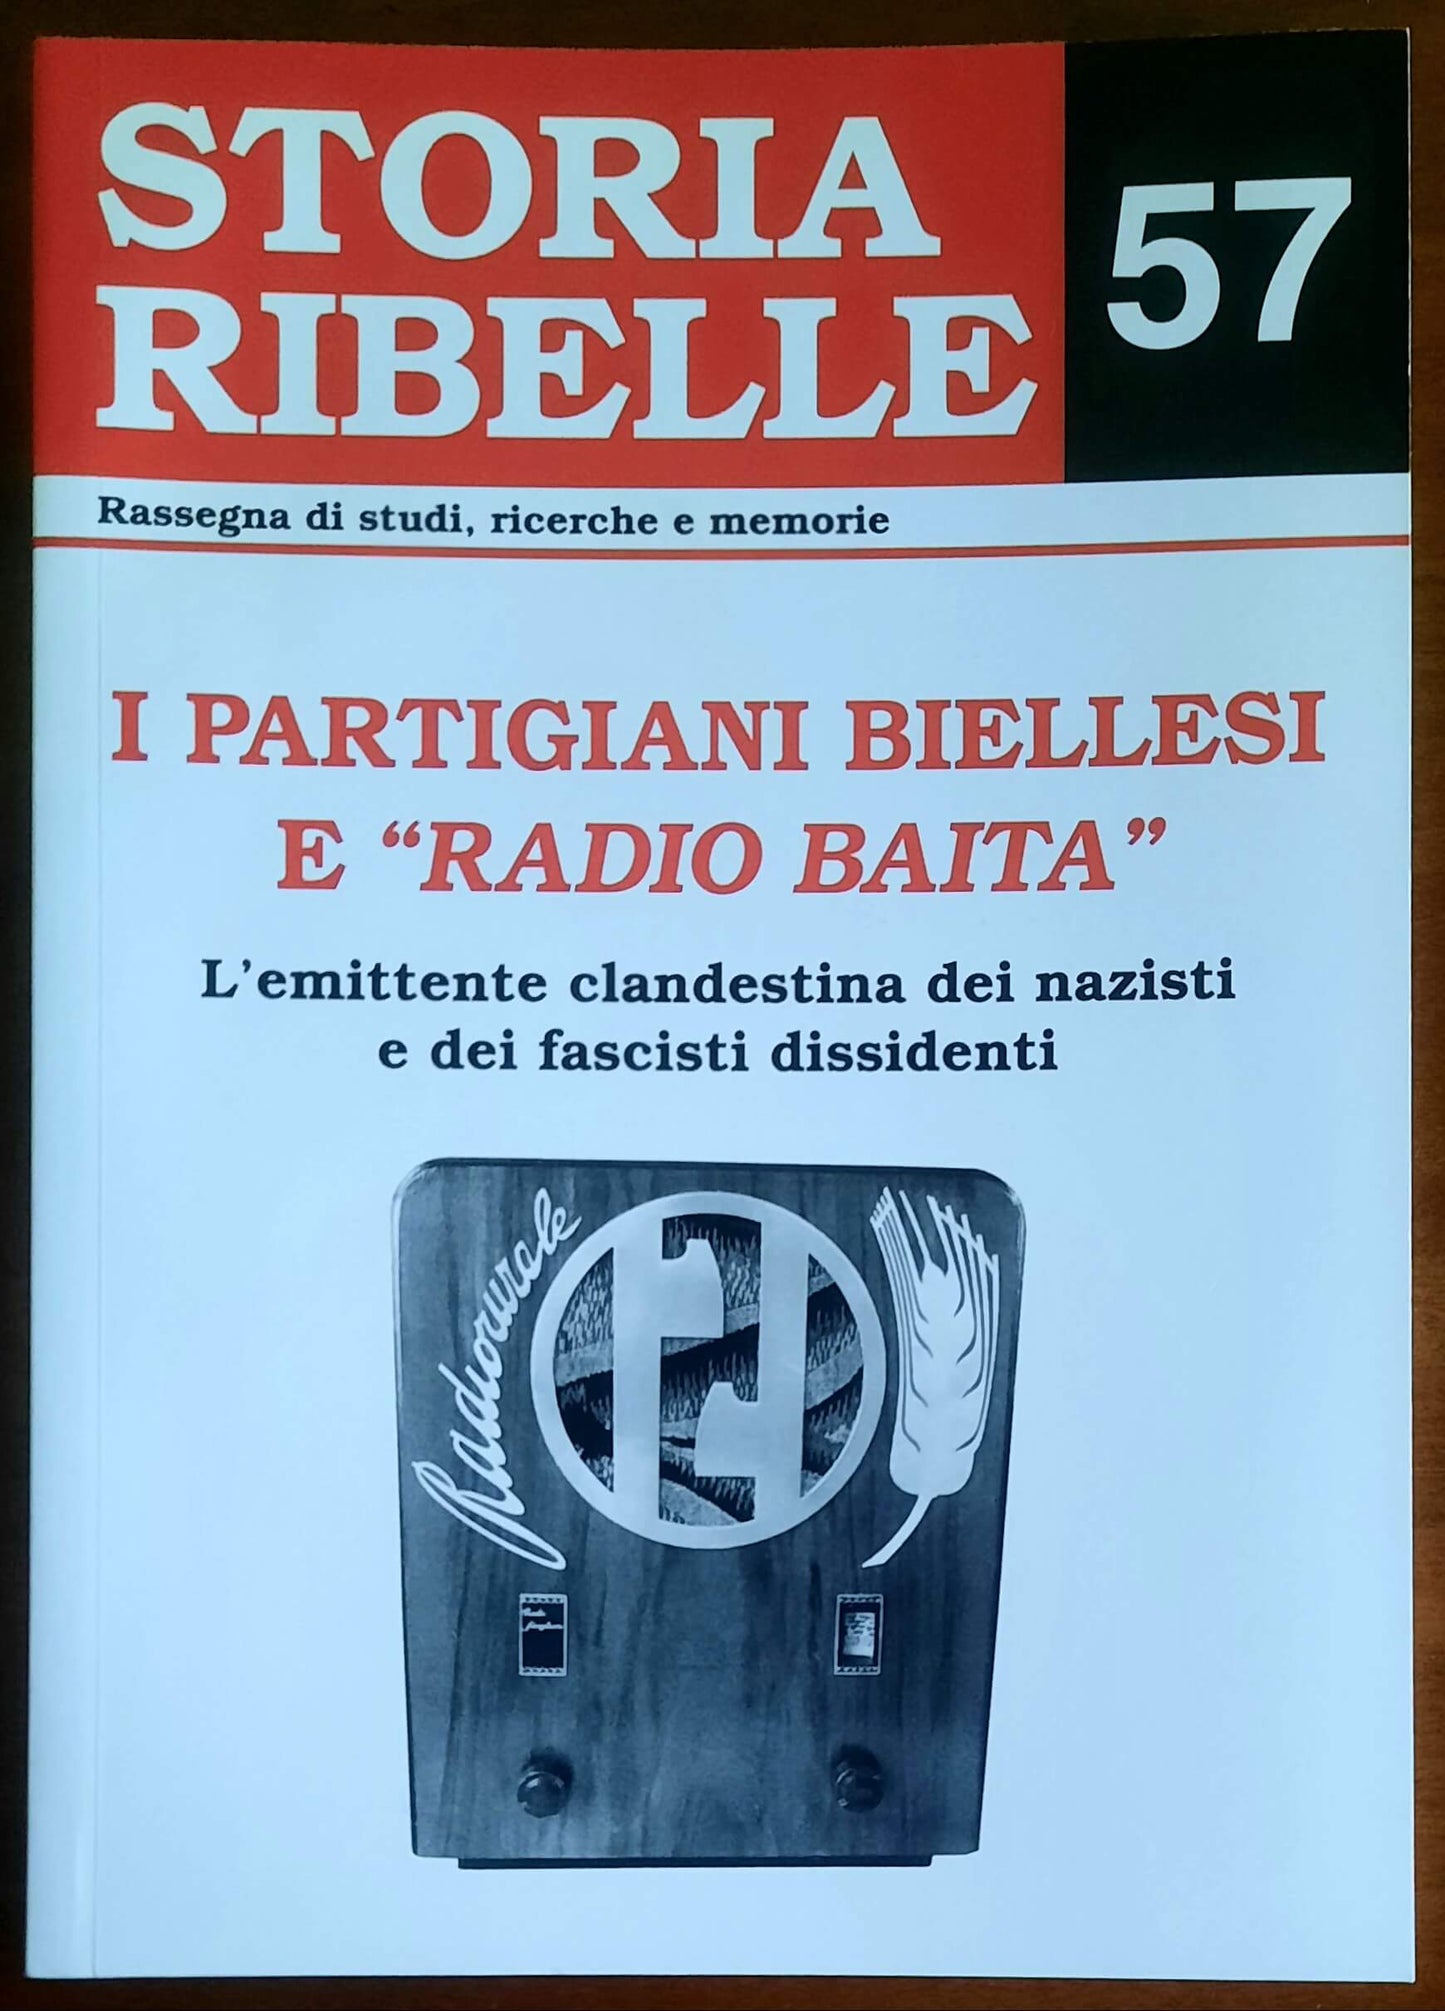 STORIA
RIBELLE
57
Rassegna di studi, ricerche e memorie
I PARTIGIANI BIELLESI
E “RADIO BAITA”
L’emittente clandestina dei nazisti
e dei fascisti dissidenti
Radiorurale